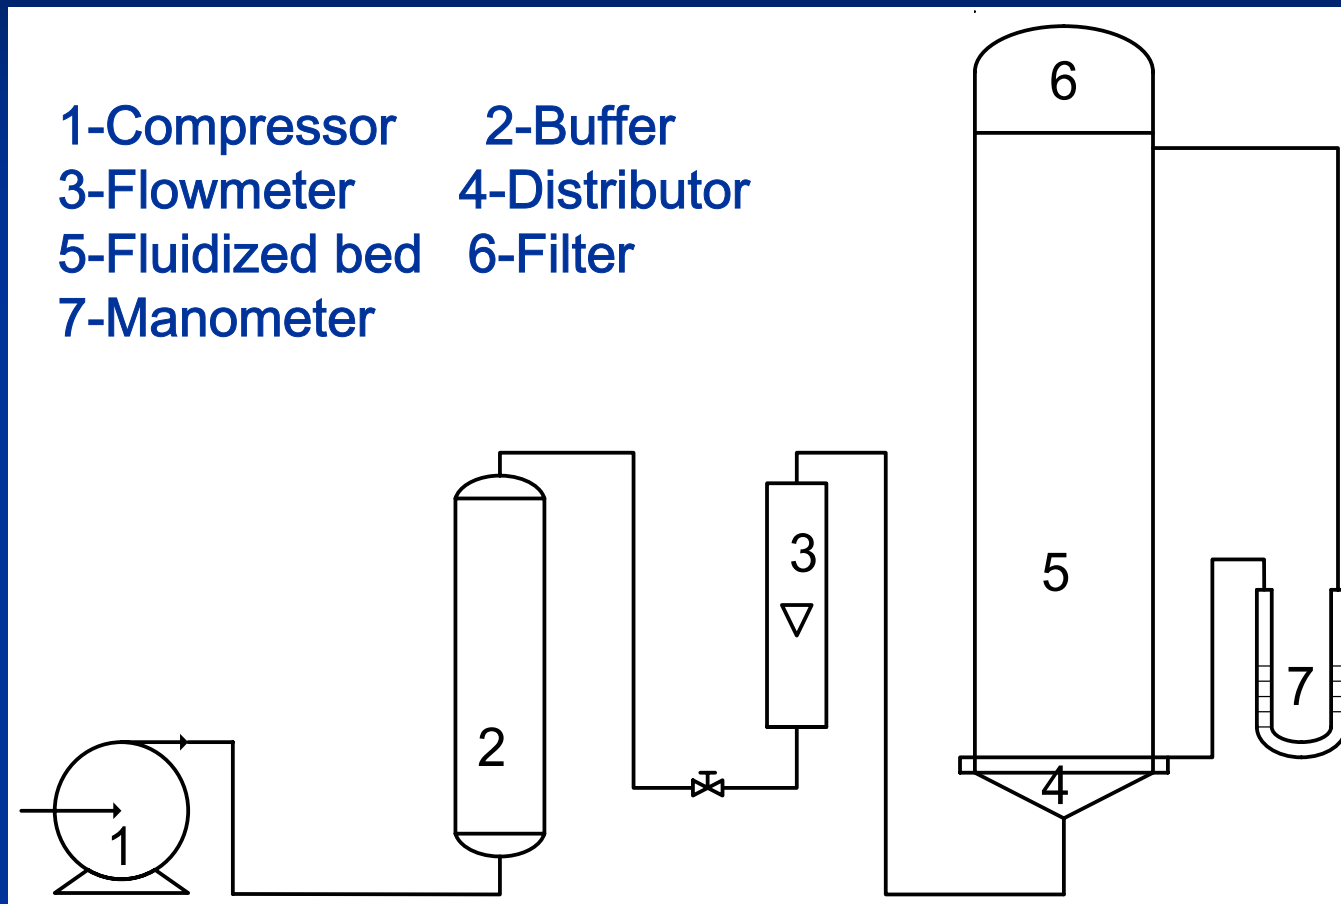 1-Compressor 2-Buffer
3-Flowmeter 4-Distributor
5-Fluidized bed 6-Filter
7-Manometer
6
3
5
7
2
4
1